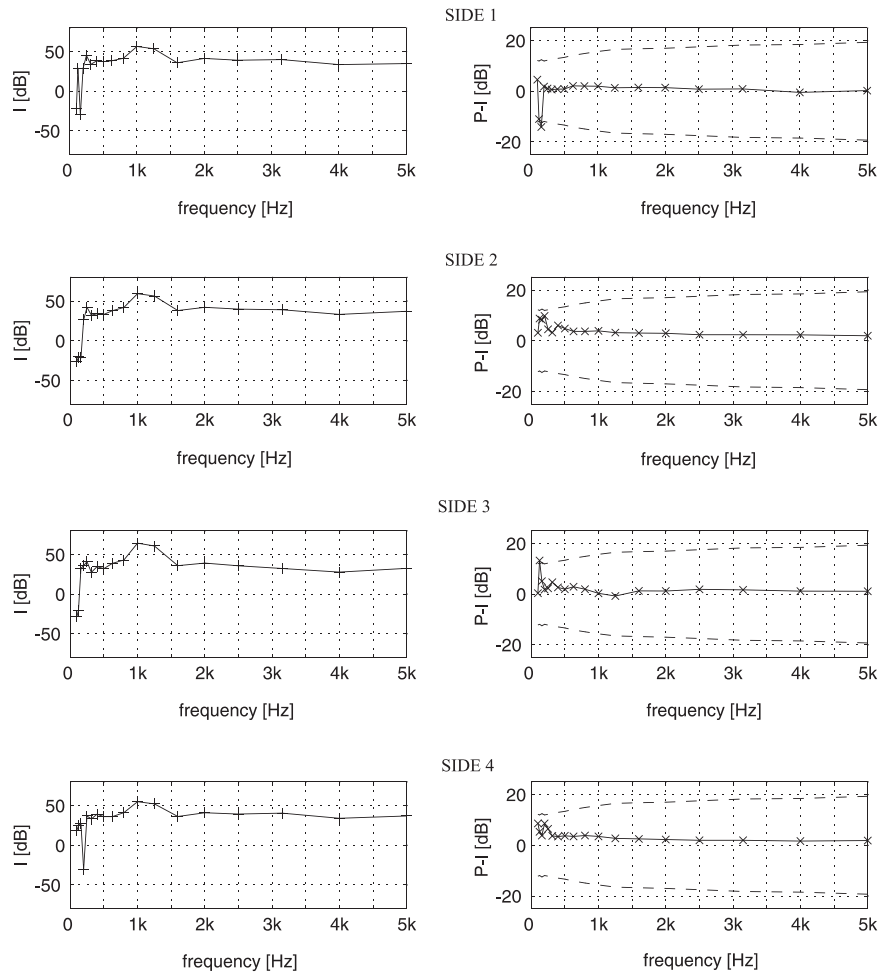 SIDE 1
I [dB]
50
0
-50
0 1k 2k 3k 4k 5k
frequency [Hz]
P-I [dB]
20
0
-20
0 1k 2k 3k 4k 5k
frequency [Hz]
SIDE 2
I [dB]
50
0
-50
0 1k 2k 3k 4k 5k
frequency [Hz]
P-I [dB]
20
0
-20
0 1k 2k 3k 4k 5k
frequency [Hz]
SIDE 3
I [dB]
50
0
-50
0 1k 2k 3k 4k 5k
frequency [Hz]
P-I [dB]
20
0
-20
0 1k 2k 3k 4k 5k
frequency [Hz]
SIDE 4
I [dB]
50
0
-50
0 1k 2k 3k 4k 5k
frequency [Hz]
P-I [dB]
20
0
-20
0 1k 2k 3k 4k 5k
frequency [Hz]